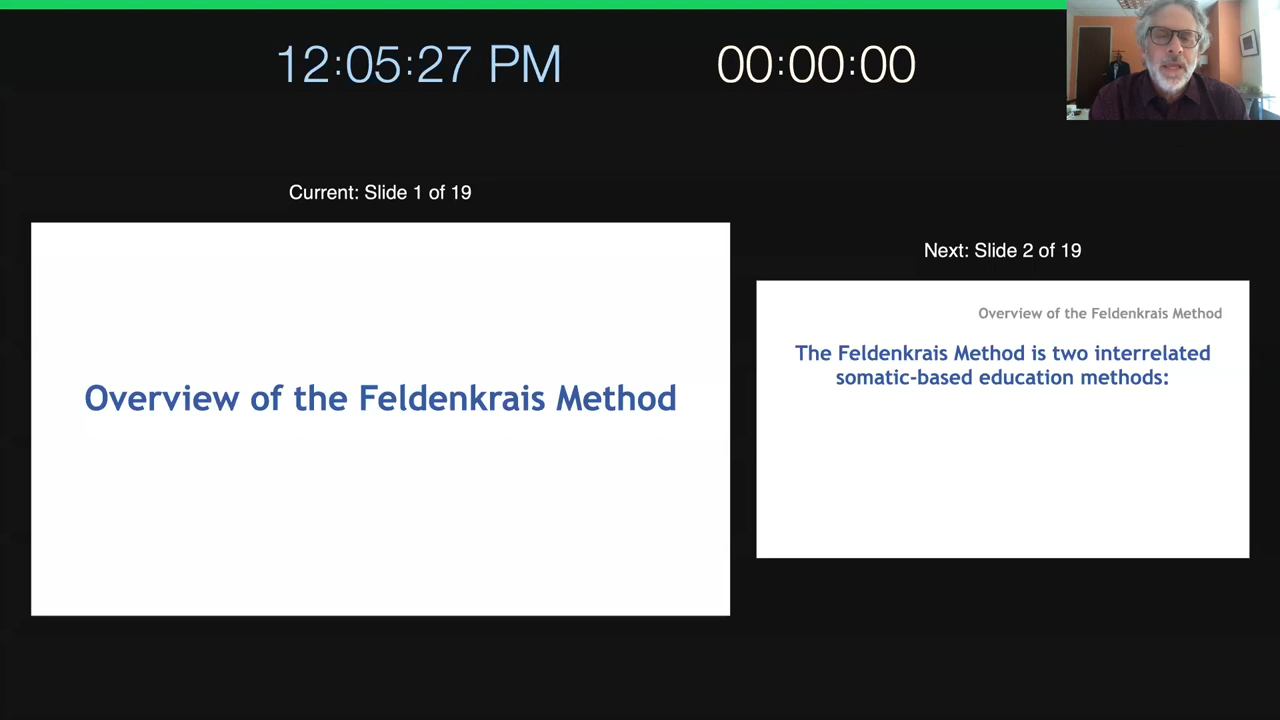 12:05:27 PM
00:00:00
Current: Slide 1 of 19
Overview of the Feldenkrais Method
Next: Slide 2 of 19
Overview of the Feldenkrais Method
The Feldenkrais Method is two interrelated
somatic-based education methods: